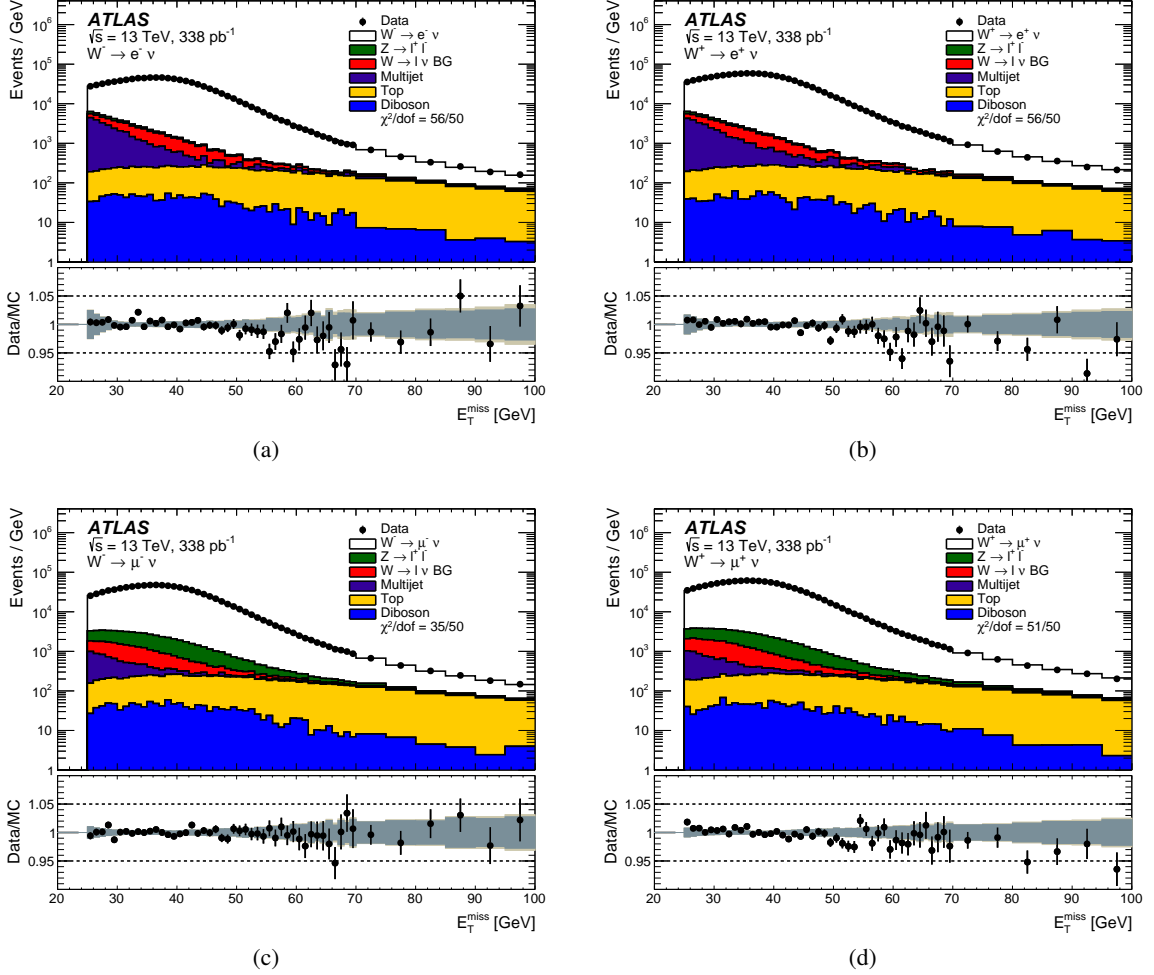 ATLAS
√s = 13 TeV, 338 pb⁻¹
W⁻ → e⁻ ν
Data
W⁻ → e⁻ ν
Z → l⁺ l⁻
W → l ν BG
Multijet
Top
Diboson
χ²/dof = 56/50
Events / GeV
10⁶
10⁵
10⁴
10³
10²
10
1
Data/MC
1.05
1
0.95
20 30 40 50 60 70 80 90 100
E_T^miss [GeV]
(a)
ATLAS
√s = 13 TeV, 338 pb⁻¹
W⁺ → e⁺ ν
Data
W⁺ → e⁺ ν
Z → l⁺ l⁻
W → l ν BG
Multijet
Top
Diboson
χ²/dof = 56/50
Events / GeV
10⁶
10⁵
10⁴
10³
10²
10
1
Data/MC
1.05
1
0.95
20 30 40 50 60 70 80 90 100
E_T^miss [GeV]
(b)
ATLAS
√s = 13 TeV, 338 pb⁻¹
W⁻ → μ⁻ ν
Data
W⁻ → μ⁻ ν
Z → l⁺ l⁻
W → l ν BG
Multijet
Top
Diboson
χ²/dof = 35/50
Events / GeV
10⁶
10⁵
10⁴
10³
10²
10
1
Data/MC
1.05
1
0.95
20 30 40 50 60 70 80 90 100
E_T^miss [GeV]
(c)
ATLAS
√s = 13 TeV, 338 pb⁻¹
W⁺ → μ⁺ ν
Data
W⁺ → μ⁺ ν
Z → l⁺ l⁻
W → l ν BG
Multijet
Top
Diboson
χ²/dof = 51/50
Events / GeV
10⁶
10⁵
10⁴
10³
10²
10
1
Data/MC
1.05
1
0.95
20 30 40 50 60 70 80 90 100
E_T^miss [GeV]
(d)